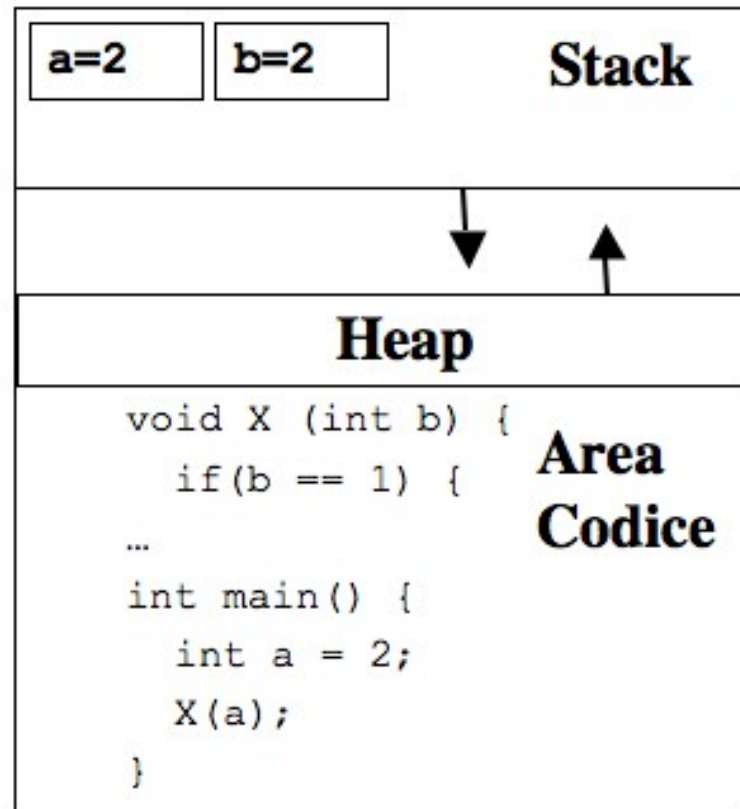 a=2 b=2 Stack
Heap
void X (int b) {
if(b == 1) {
…
int main() {
int a = 2;
X(a);
}
Area
Codice